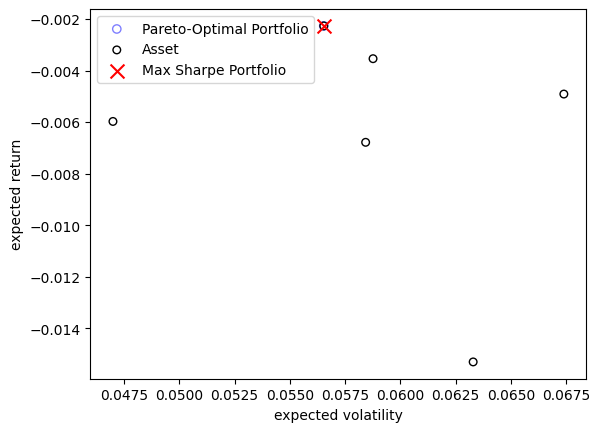 Pareto-Optimal Portfolio
Asset
Max Sharpe Portfolio
−0.002
−0.004
−0.006
−0.008
−0.010
−0.012
−0.014
expected return
0.0475 0.0500 0.0525 0.0550 0.0575 0.0600 0.0625 0.0650 0.0675
expected volatility